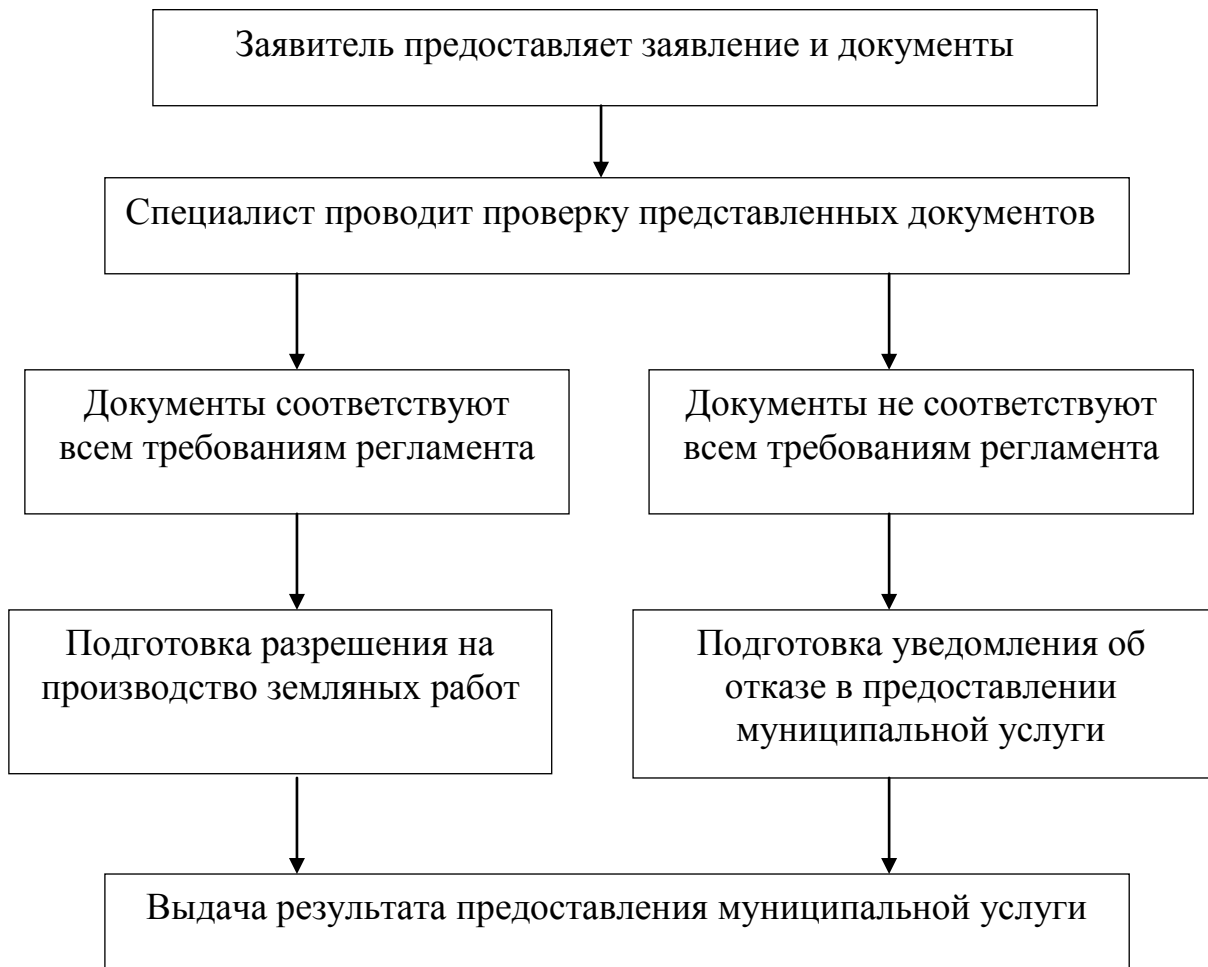 Заявитель предоставляет заявление и документы
Специалист проводит проверку представленных документов
Документы соответствуют
всем требованиям регламента
Документы не соответствуют
всем требованиям регламента
Подготовка разрешения на
производство земляных работ
Подготовка уведомления об
отказе в предоставлении
муниципальной услуги
Выдача результата предоставления муниципальной услуги